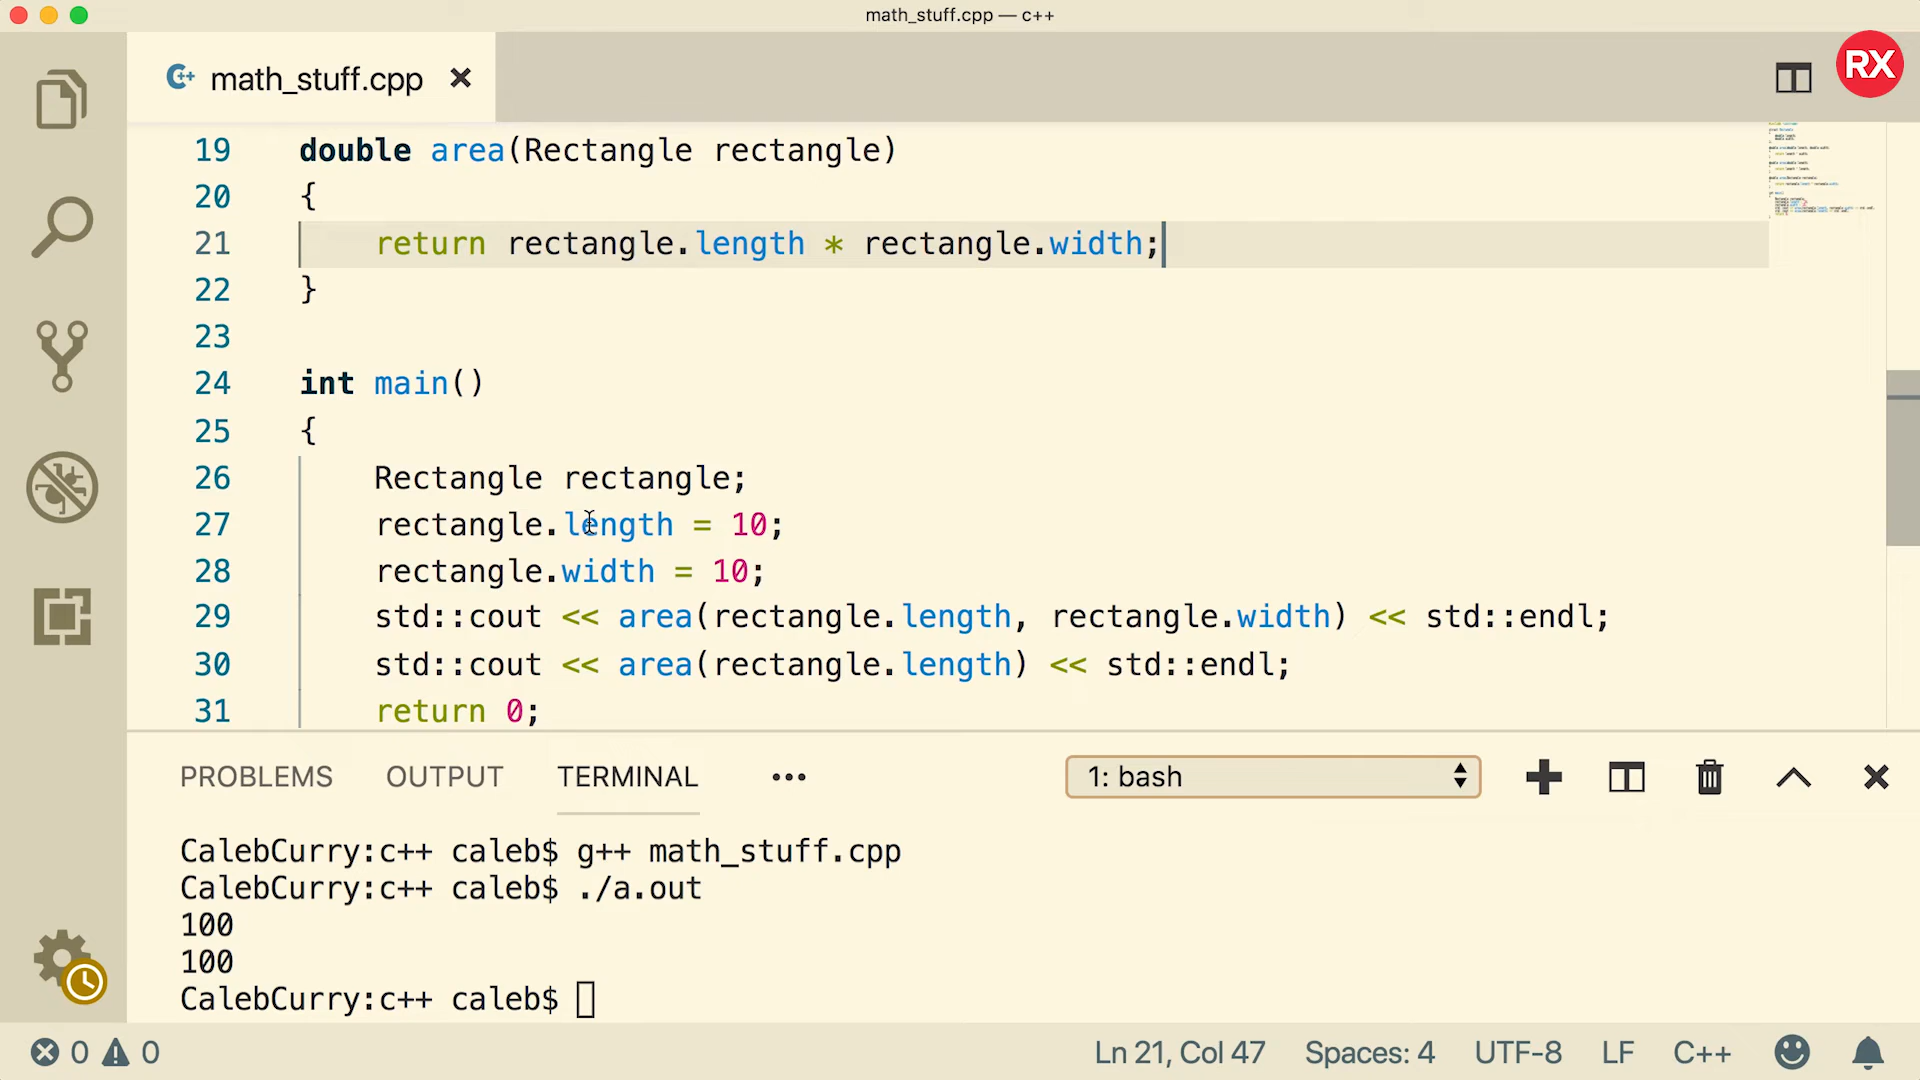 math_stuff.cpp — c++
math_stuff.cpp
RX
19 double area(Rectangle rectangle)
20 {
21 return rectangle.length * rectangle.width;
22 }
23
24 int main()
25 {
26 Rectangle rectangle;
27 rectangle.length = 10;
28 rectangle.width = 10;
29 std::cout << area(rectangle.length, rectangle.width) << std::endl;
30 std::cout << area(rectangle.length) << std::endl;
31 return 0;
PROBLEMS OUTPUT TERMINAL ••• 1: bash
CalebCurry:c++ caleb$ g++ math_stuff.cpp
CalebCurry:c++ caleb$ ./a.out
100
100
CalebCurry:c++ caleb$
0 0 Ln 21, Col 47 Spaces: 4 UTF-8 LF C++